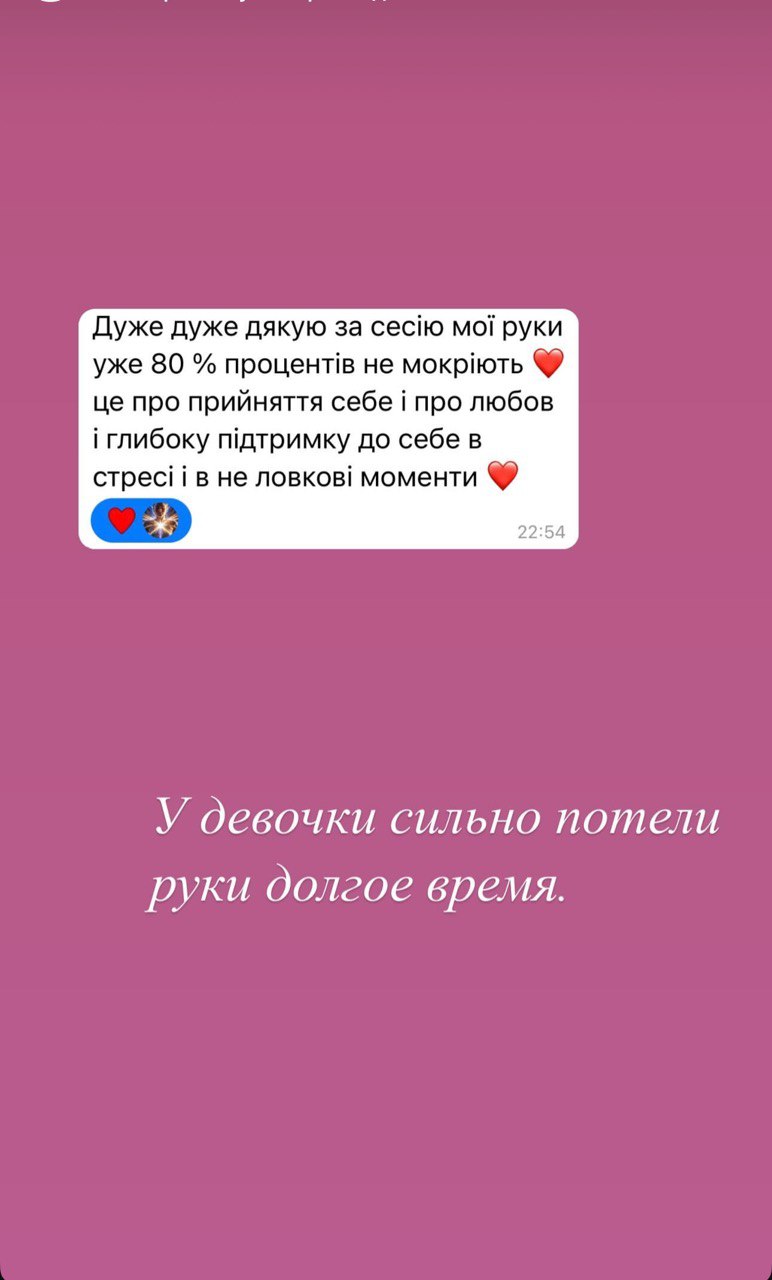 Дуже дуже дякую за сесію мої руки
уже 80 % процентів не мокріють ❤️
це про прийняття себе і про любов
і глибоку підтримку до себе в
стресі і в не ловкові моменти ❤️
22:54
У девочки сильно потели
руки долгое время.